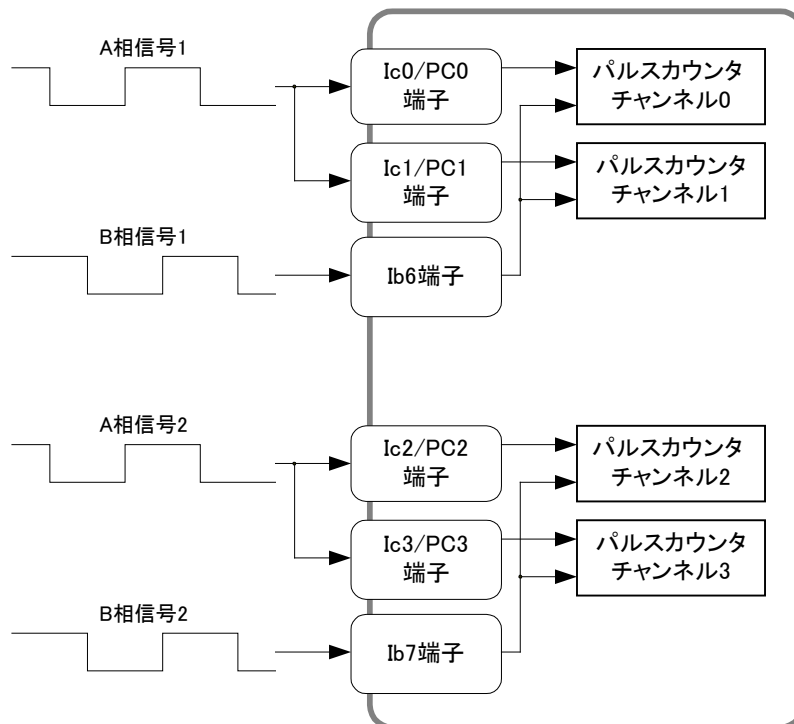 A相信号1
Ic0/PC0
端子
パルスカウンタ
チャンネル0
Ic1/PC1
端子
パルスカウンタ
チャンネル1
B相信号1
Ib6端子
A相信号2
Ic2/PC2
端子
パルスカウンタ
チャンネル2
Ic3/PC3
端子
パルスカウンタ
チャンネル3
B相信号2
Ib7端子